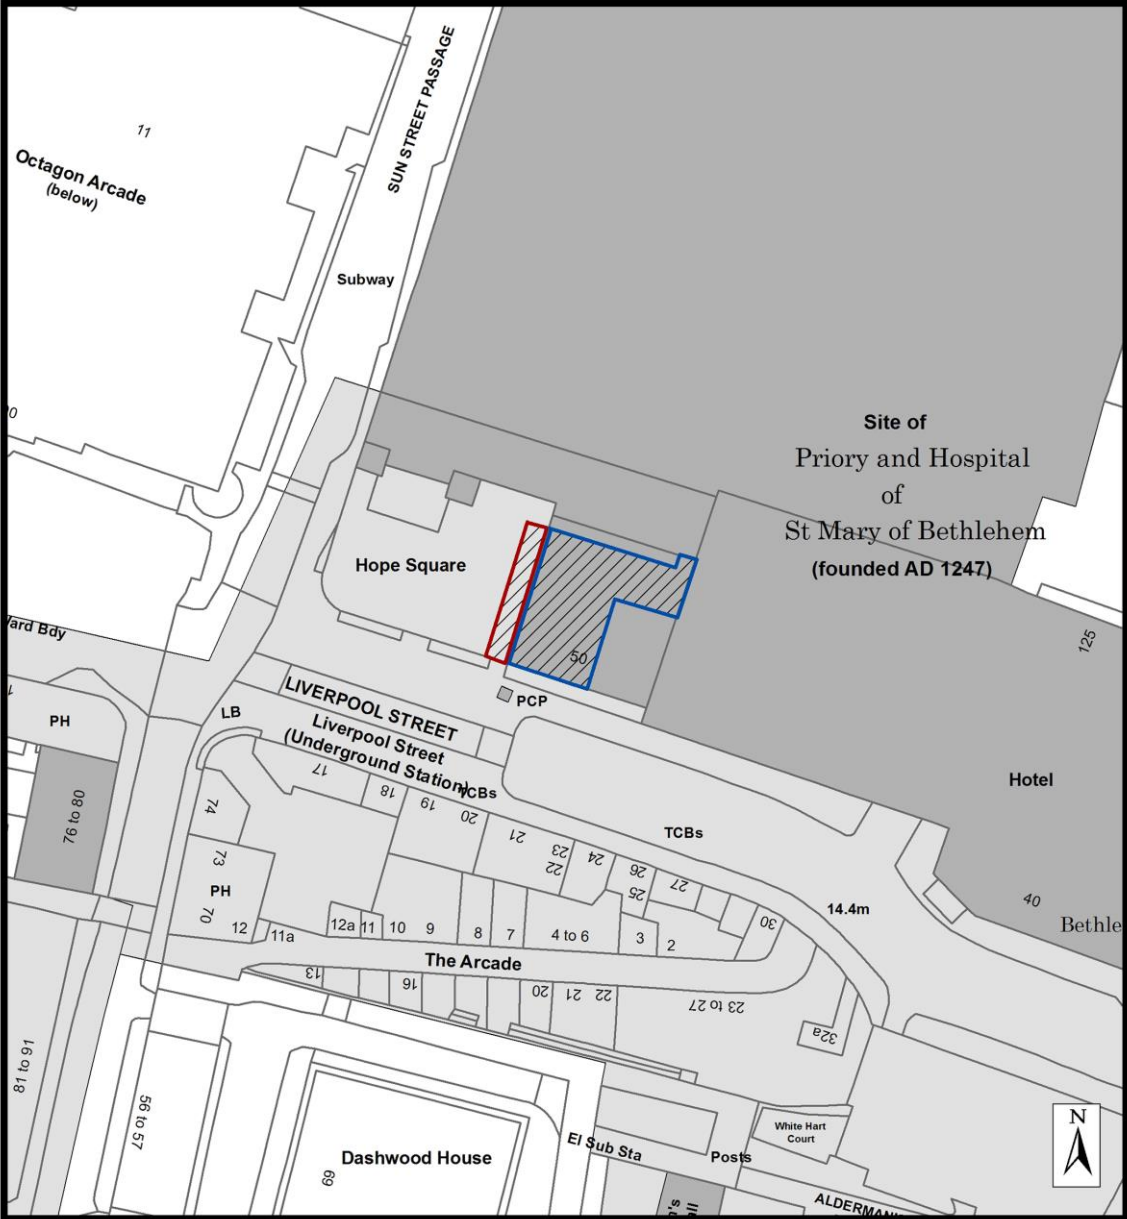 SUN STREET PASSAGE
11
Octagon Arcade
(below)
Subway
Site of
Priory and Hospital
of
St Mary of Bethlehem
(founded AD 1247)
Hope Square
125
50
PCP
LIVERPOOL STREET
Liverpool Street
(Underground Station)
TCBs
LB
PH
76 to 80
17
18
19
20
21
22
23
24
25
26
27
30
TCBs
Hotel
40
14.4m
74
73
PH
70
12
11a
12a
11
10
9
8
7
4 to 6
3
2
The Arcade
13
16
20
21
22
23 to 27
32a
81 to 91
56 to 57
69
Dashwood House
El Sub Sta
Posts
White Hart
Court
N